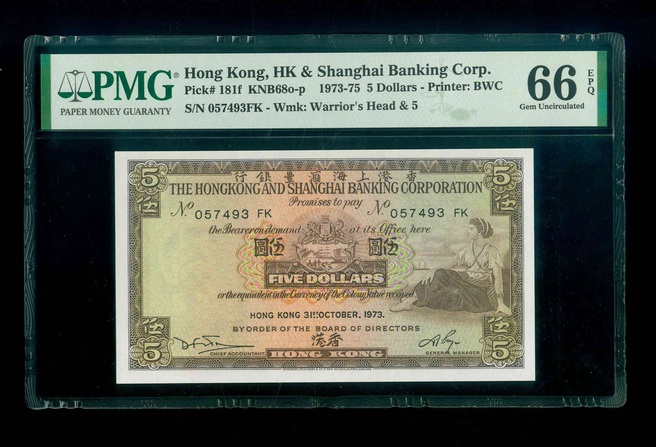 PMG PAPER MONEY GUARANTY
Hong Kong, HK & Shanghai Banking Corp.
Pick# 181f KNB68o-p 1973-75 5 Dollars - Printer: BWC
S/N 057493FK - Wmk: Warrior's Head & 5
66 EPQ
Gem Uncirculated
5 行銀豐滙海上港香 5
THE HONGKONG AND SHANGHAI BANKING CORPORATION
伍 Promises to pay 伍
No 057493 FK No 057493 FK
the Bearer on demand at its Office here
圓 伍 圓 伍
FIVE DOLLARS
or the equivalent in the Currency of the Colony Value received
HONG KONG 31ST OCTOBER, 1973.
BY ORDER OF THE BOARD OF DIRECTORS
伍 港香 伍
5 CHIEF ACCOUNTANT. HONG KONG GENERAL MANAGER 5